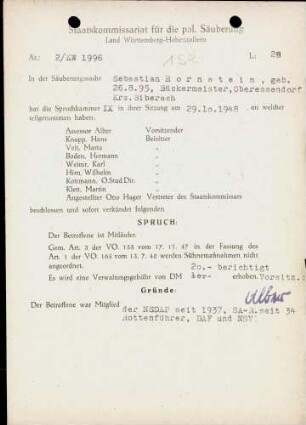 Staatskommissariat für die pol. Säuberung
Land Württemberg-Hohenzollern
Az.: 2/KW 1996 L: 28
In der Säuberungssache Sebastian Hornstein, geb.
26.8.95, Bäckermeister, Oberessendorf
Krs. Biberach
hat die Spruchkammer IX in ihrer Sitzung am 29.10.1948, an welcher
teilgenommen haben:
Assessor Alber Vorsitzender
Knapp, Hans Beisitzer
Veit, Martz "
Baden, Hermann "
Karl "
Hirn, Wilhelm "
Kottmann, O.Stud.Dir. "
Klett, Martin "
Angestellter Otto Hager Vertreter des Staatskommissars
beschlossen und sofort verkündet folgenden
SPRUCH:
Der Betroffene ist Mitläufer.
Gem. Art. 2 der VO. 133 vom 17. 11. 47 in der Fassung des
Art. 1 der VO. 165 vom 13. 7. 48 werden Sühnemaßnahmen nicht
angeordnet.
20.- berichtigt
Es wird eine Verwaltungsgebühr von DM erhoben. Vorsitz.:
Gründe:
Der Betroffene war Mitglied
der NSDAP seit 1937, SA-R. seit 34
Rottenführer, DAF und NSV.